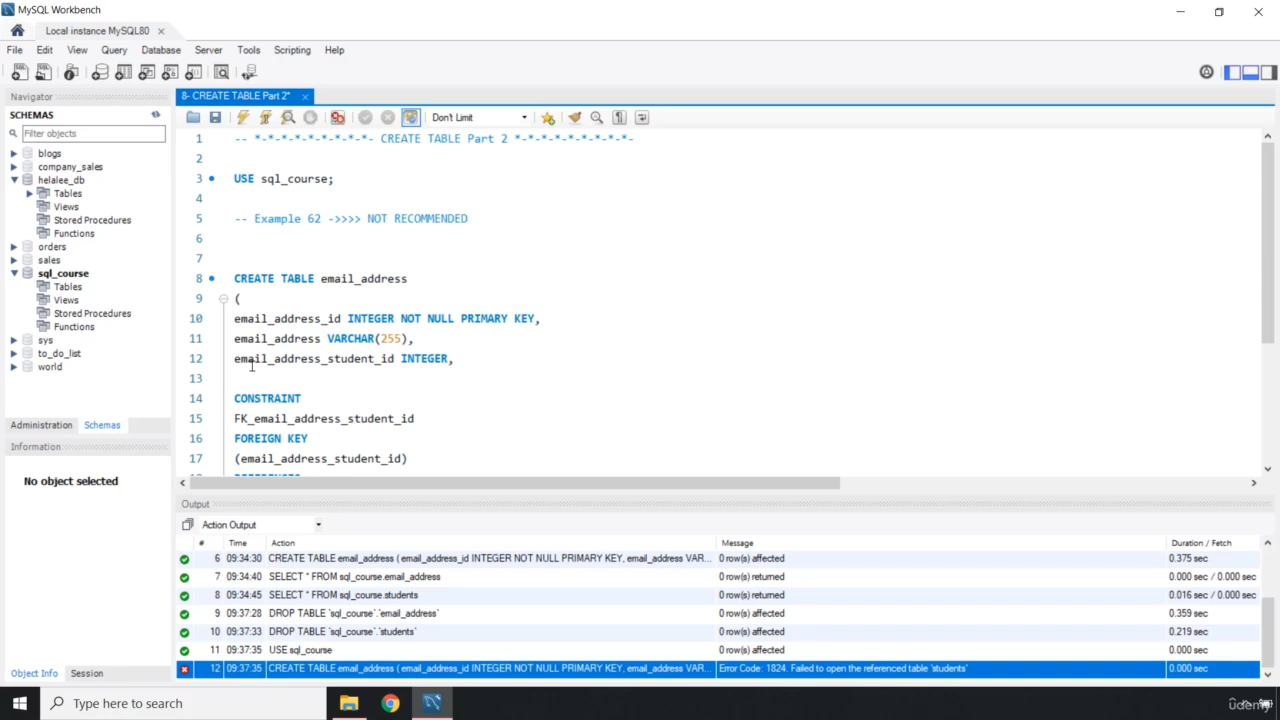 MySQL Workbench
Local instance MySQL80
File Edit View Query Database Server Tools Scripting Help
Navigator
SCHEMAS
Filter objects
blogs
company_sales
helalee_db
Tables
Views
Stored Procedures
Functions
orders
sales
sql_course
Tables
Views
Stored Procedures
Functions
sys
to_do_list
world
Administration Schemas
Information
No object selected
Object Info Session
8- CREATE TABLE Part 2*
Don't Limit
1 -- *-*-*-*-*-*-*-*-*- CREATE TABLE Part 2 *-*-*-*-*-*-*-*-*-
2
3 USE sql_course;
4
5 -- Example 62 ->>>> NOT RECOMMENDED
6
7
8 CREATE TABLE email_address
9 (
10 email_address_id INTEGER NOT NULL PRIMARY KEY,
11 email_address VARCHAR(255),
12 email_address_student_id INTEGER,
13
14 CONSTRAINT
15 FK_email_address_student_id
16 FOREIGN KEY
17 (email_address_student_id)
Output
Action Output
# Time Action Message Duration / Fetch
6 09:34:30 CREATE TABLE email_address ( email_address_id INTEGER NOT NULL PRIMARY KEY, email_address VAR... 0 row(s) affected 0.375 sec
7 09:34:40 SELECT * FROM sql_course.email_address 0 row(s) returned 0.000 sec / 0.000 sec
8 09:34:45 SELECT * FROM sql_course.students 0 row(s) returned 0.016 sec / 0.000 sec
9 09:37:28 DROP TABLE `sql_course`.`email_address` 0 row(s) affected 0.359 sec
10 09:37:33 DROP TABLE `sql_course`.`students` 0 row(s) affected 0.219 sec
11 09:37:35 USE sql_course 0 row(s) affected 0.000 sec
12 09:37:35 CREATE TABLE email_address ( email_address_id INTEGER NOT NULL PRIMARY KEY, email_address VAR... Error Code: 1824. Failed to open the referenced table 'students' 0.000 sec
Type here to search
udemy